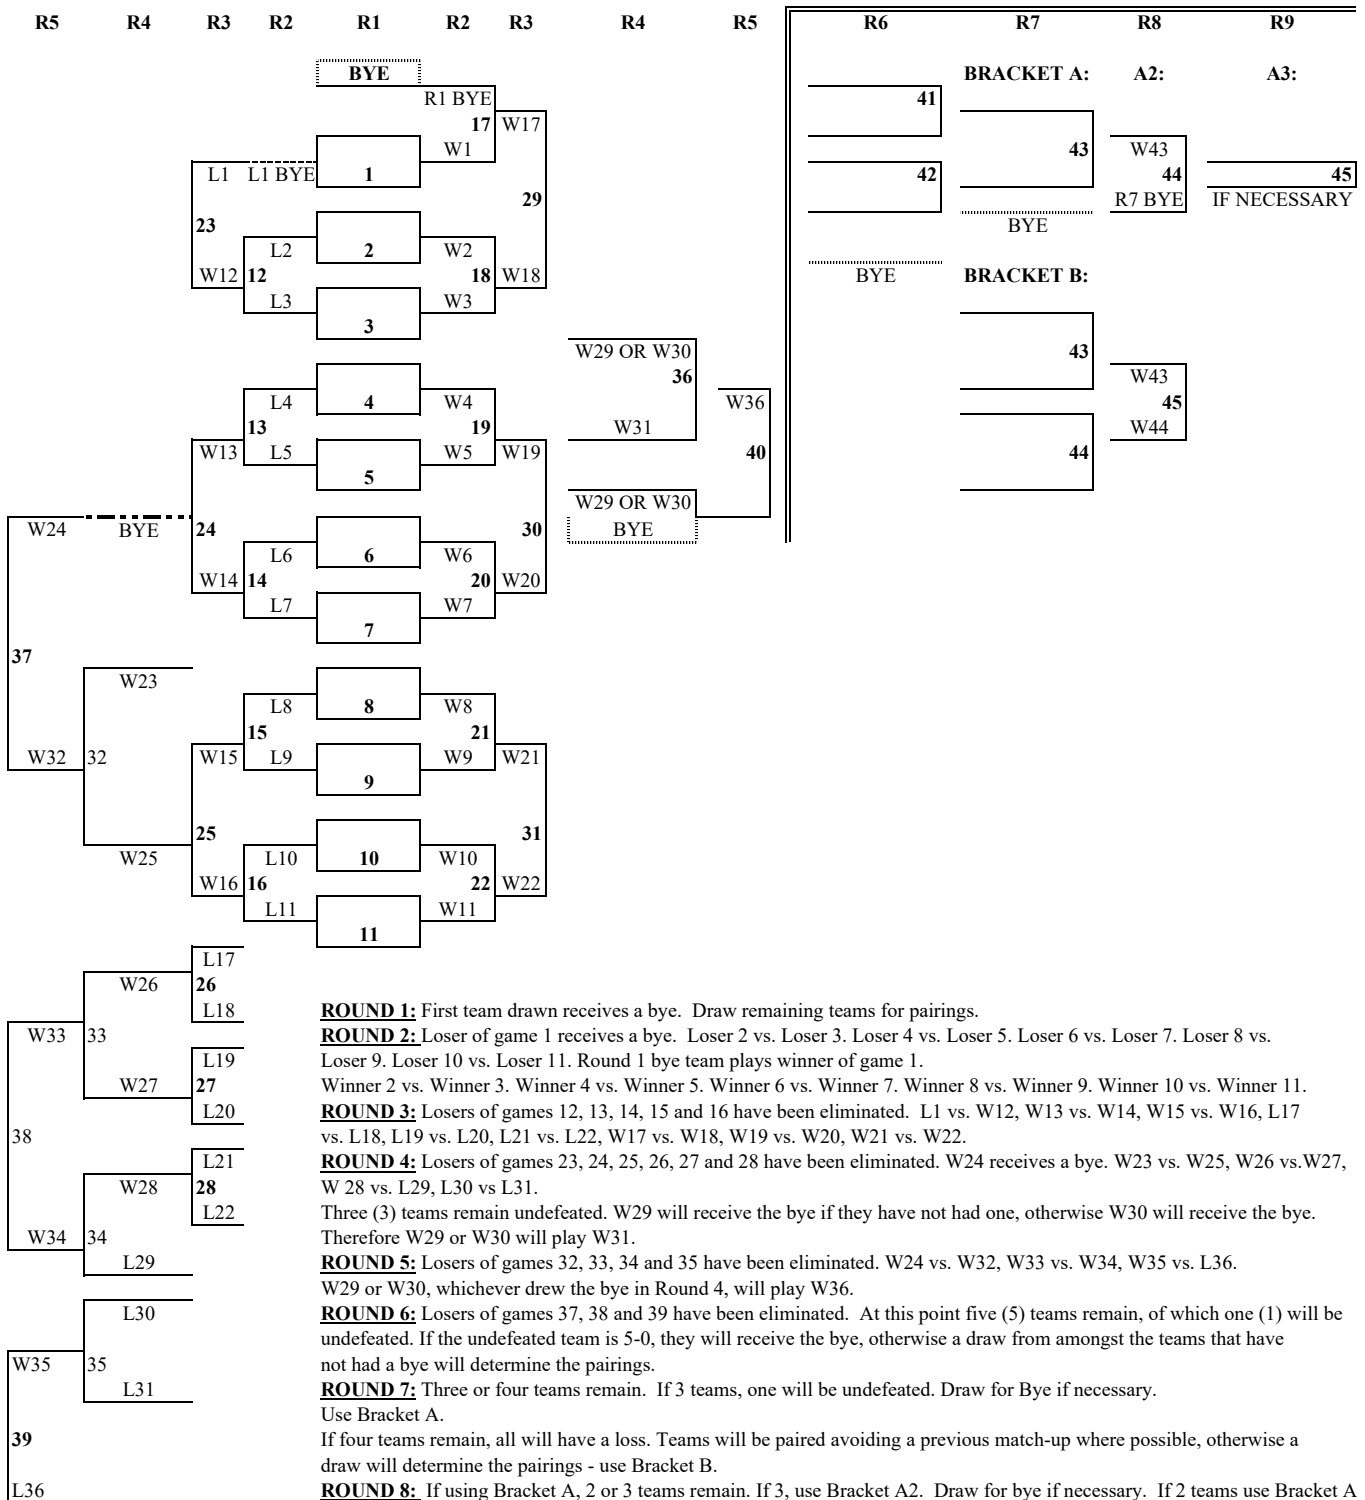 R5 R4 R3 R2 R1 R2 R3 R4 R5 R6 R7 R8 R9
BYE BRACKET A: A2: A3:
R1 BYE 41
17 W17
W1 43 W43
L1 L1 BYE 1 42 44 45
29 R7 BYE IF NECESSARY
23 BYE
L2 2 W2
W12 12 18 W18 BYE BRACKET B:
L3 W3
3
W29 OR W30 43
36 W43
L4 4 W4 W36
13 19 45
W13 L5 W5 W19 W31 W44
5 40 44
W29 OR W30
W24 BYE 24 30 BYE
L6 6 W6
W14 14 20 W20
L7 W7
7
37
W23
L8 8 W8
15 21
W32 32 W15 L9 W9 W21
9
25 31
W25 L10 10 W10
W16 16 22 W22
L11 W11
11
L17
W26 26
L18 ROUND 1: First team drawn receives a bye. Draw remaining teams for pairings.
W33 33 ROUND 2: Loser of game 1 receives a bye. Loser 2 vs. Loser 3. Loser 4 vs. Loser 5. Loser 6 vs. Loser 7. Loser 8 vs.
L19 Loser 9. Loser 10 vs. Loser 11. Round 1 bye team plays winner of game 1.
W27 27 Winner 2 vs. Winner 3. Winner 4 vs. Winner 5. Winner 6 vs. Winner 7. Winner 8 vs. Winner 9. Winner 10 vs. Winner 11.
L20 ROUND 3: Losers of games 12, 13, 14, 15 and 16 have been eliminated. L1 vs. W12, W13 vs. W14, W15 vs. W16, L17
38 vs. L18, L19 vs. L20, L21 vs. L22, W17 vs. W18, W19 vs. W20, W21 vs. W22.
L21 ROUND 4: Losers of games 23, 24, 25, 26, 27 and 28 have been eliminated. W24 receives a bye. W23 vs. W25, W26 vs.W27,
W28 28 W 28 vs. L29, L30 vs L31.
L22 Three (3) teams remain undefeated. W29 will receive the bye if they have not had one, otherwise W30 will receive the bye.
W34 34 Therefore W29 or W30 will play W31.
L29 ROUND 5: Losers of games 32, 33, 34 and 35 have been eliminated. W24 vs. W32, W33 vs. W34, W35 vs. L36.
W29 or W30, whichever drew the bye in Round 4, will play W36.
L30 ROUND 6: Losers of games 37, 38 and 39 have been eliminated. At this point five (5) teams remain, of which one (1) will be
undefeated. If the undefeated team is 5-0, they will receive the bye, otherwise a draw from amongst the teams that have
W35 35 not had a bye will determine the pairings.
L31 ROUND 7: Three or four teams remain. If 3 teams, one will be undefeated. Draw for Bye if necessary.
Use Bracket A.
39 If four teams remain, all will have a loss. Teams will be paired avoiding a previous match-up where possible, otherwise a
draw will determine the pairings - use Bracket B.
L36 ROUND 8: If using Bracket A, 2 or 3 teams remain. If 3, use Bracket A2. Draw for bye if necessary. If 2 teams use Bracket A